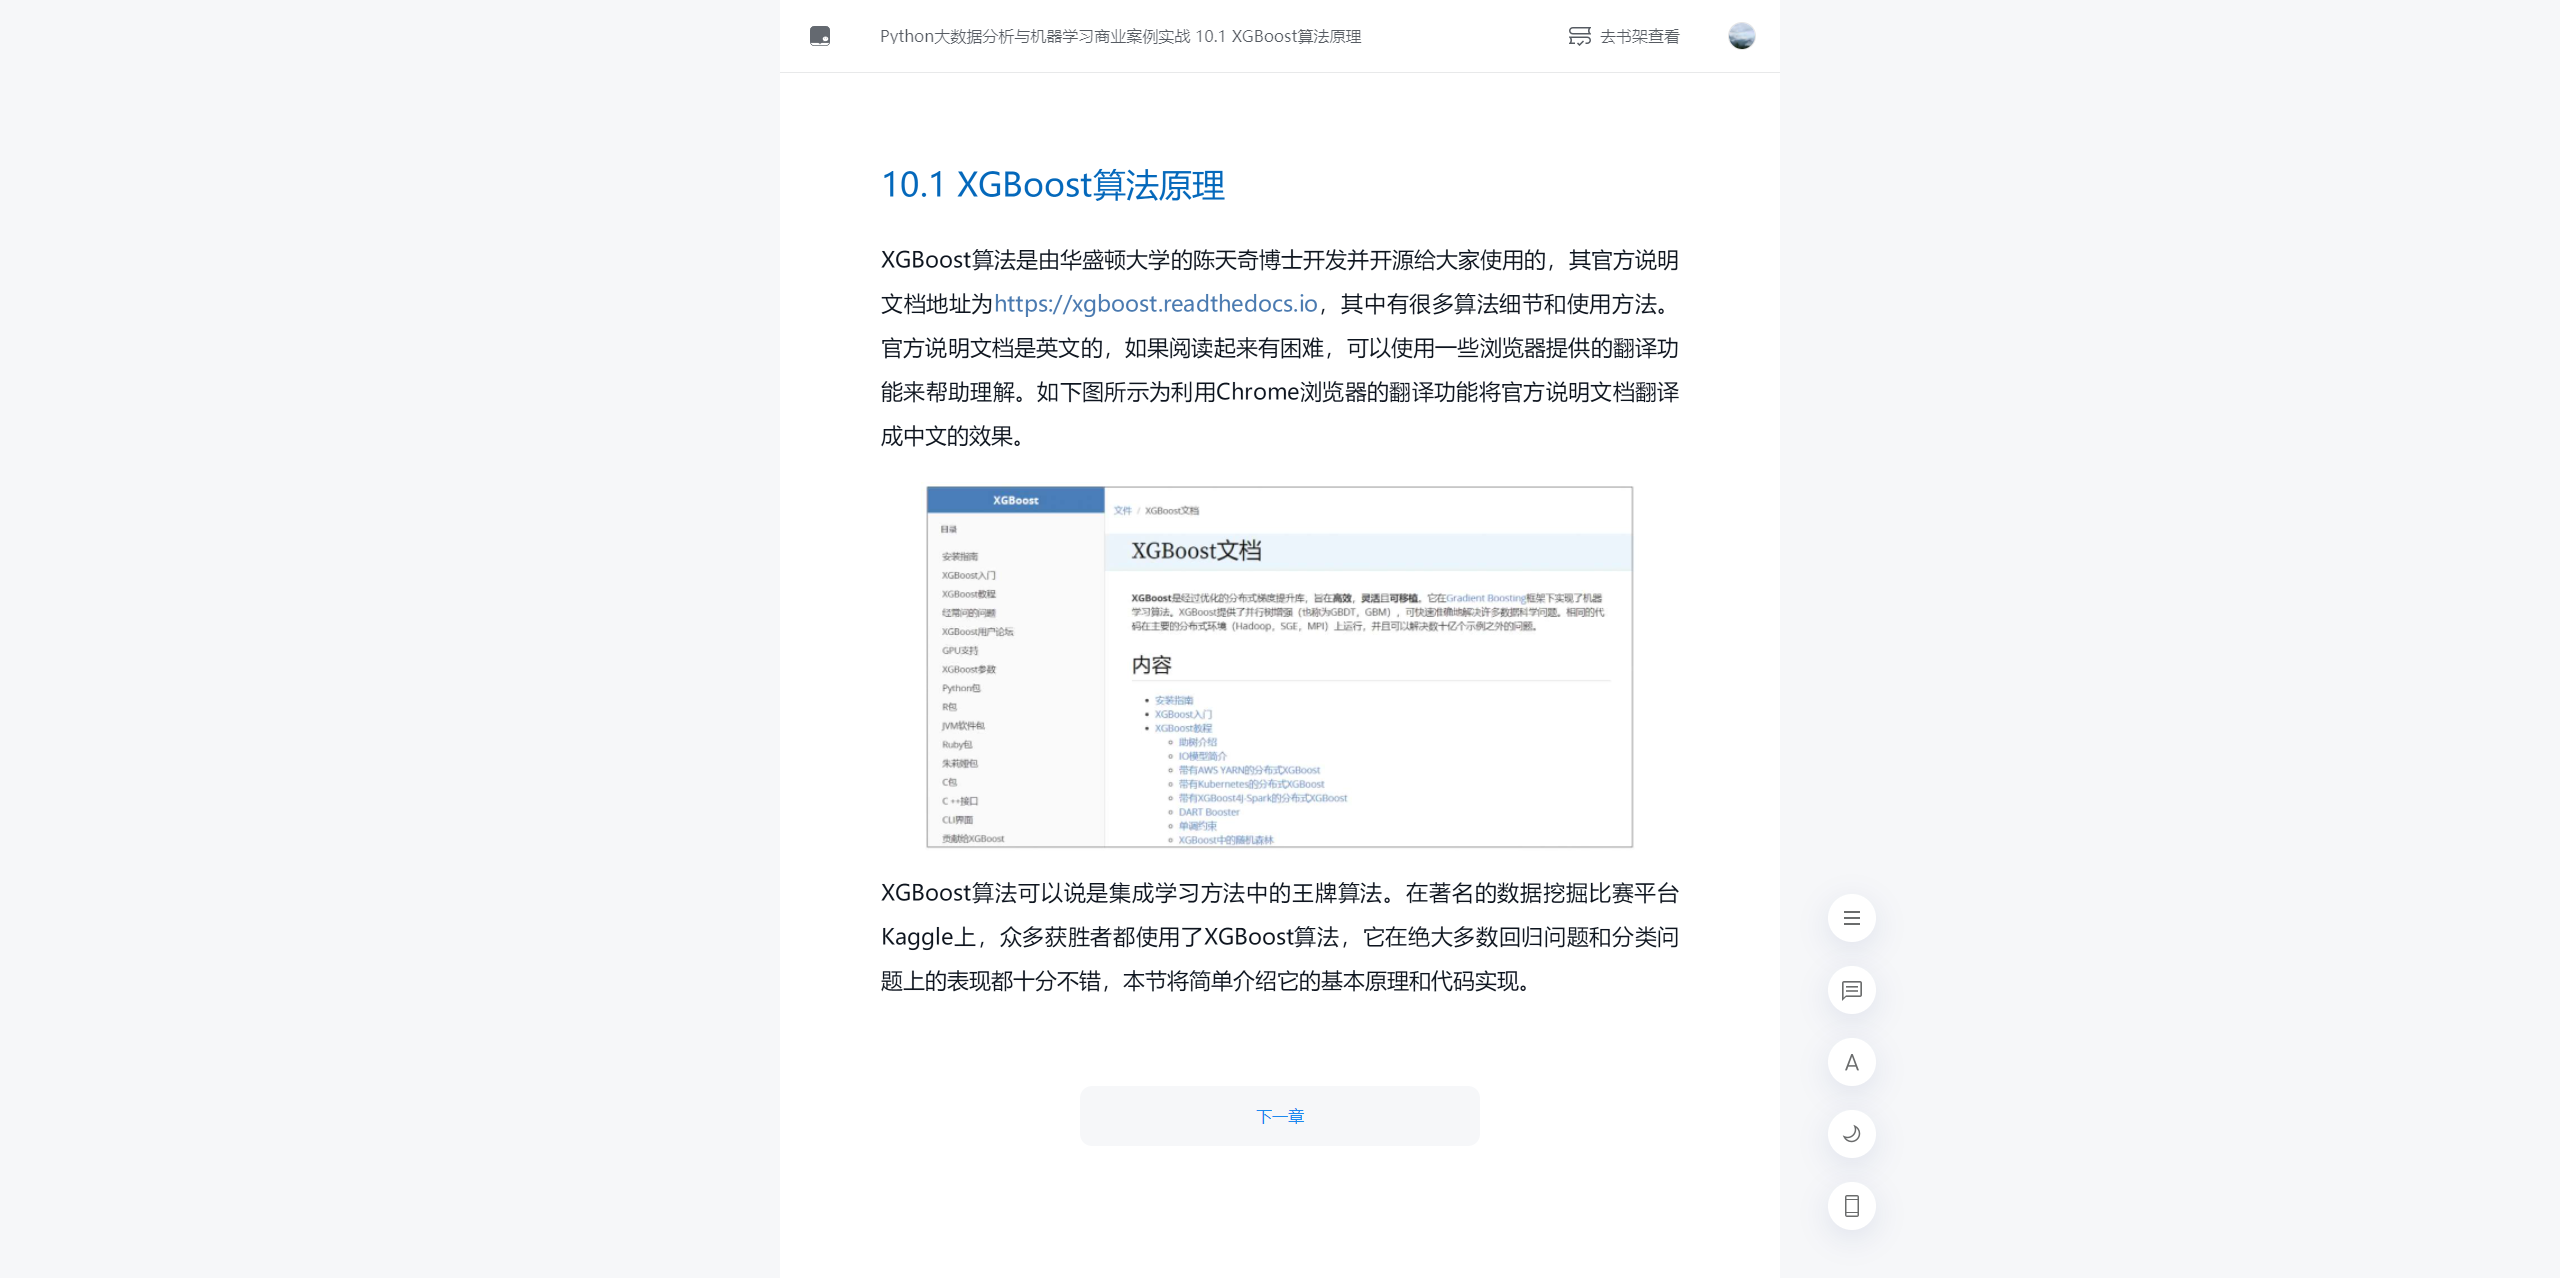 Python大数据分析与机器学习商业案例实战 10.1 XGBoost算法原理
去书架查看
10.1 XGBoost算法原理
XGBoost算法是由华盛顿大学的陈天奇博士开发并开源给大家使用的，其官方说明
文档地址为https://xgboost.readthedocs.io，其中有很多算法细节和使用方法。
官方说明文档是英文的，如果阅读起来有困难，可以使用一些浏览器提供的翻译功
能来帮助理解。如下图所示为利用Chrome浏览器的翻译功能将官方说明文档翻译
成中文的效果。
XGBoost
目录
安装指南
XGBoost入门
XGBoost教程
经常问的问题
XGBoost用户论坛
GPU支持
XGBoost参数
Python包
R包
JVM软件包
Ruby包
朱莉娅包
C包
C ++接口
CLI界面
贡献给XGBoost
文件 / XGBoost文档
XGBoost文档
XGBoost是经过优化的分布式梯度提升库，旨在高效，灵活且可移植。它在Gradient Boosting框架下实现了机器
学习算法。XGBoost提供了并行树增强（也称为GBDT，GBM），可快速准确地解决许多数据科学问题。相同的代
码在主要的分布式环境（Hadoop，SGE，MPI）上运行，并且可以解决数十亿个示例之外的问题。
内容
• 安装指南
• XGBoost入门
• XGBoost教程
◦ 助树介绍
◦ IO模型简介
◦ 带有AWS YARN的分布式XGBoost
◦ 带有Kubernetes的分布式XGBoost
◦ 带有XGBoost4J-Spark的分布式XGBoost
◦ DART Booster
◦ 单调约束
◦ XGBoost中的随机森林
XGBoost算法可以说是集成学习方法中的王牌算法。在著名的数据挖掘比赛平台
Kaggle上，众多获胜者都使用了XGBoost算法，它在绝大多数回归问题和分类问
题上的表现都十分不错，本节将简单介绍它的基本原理和代码实现。
下一章